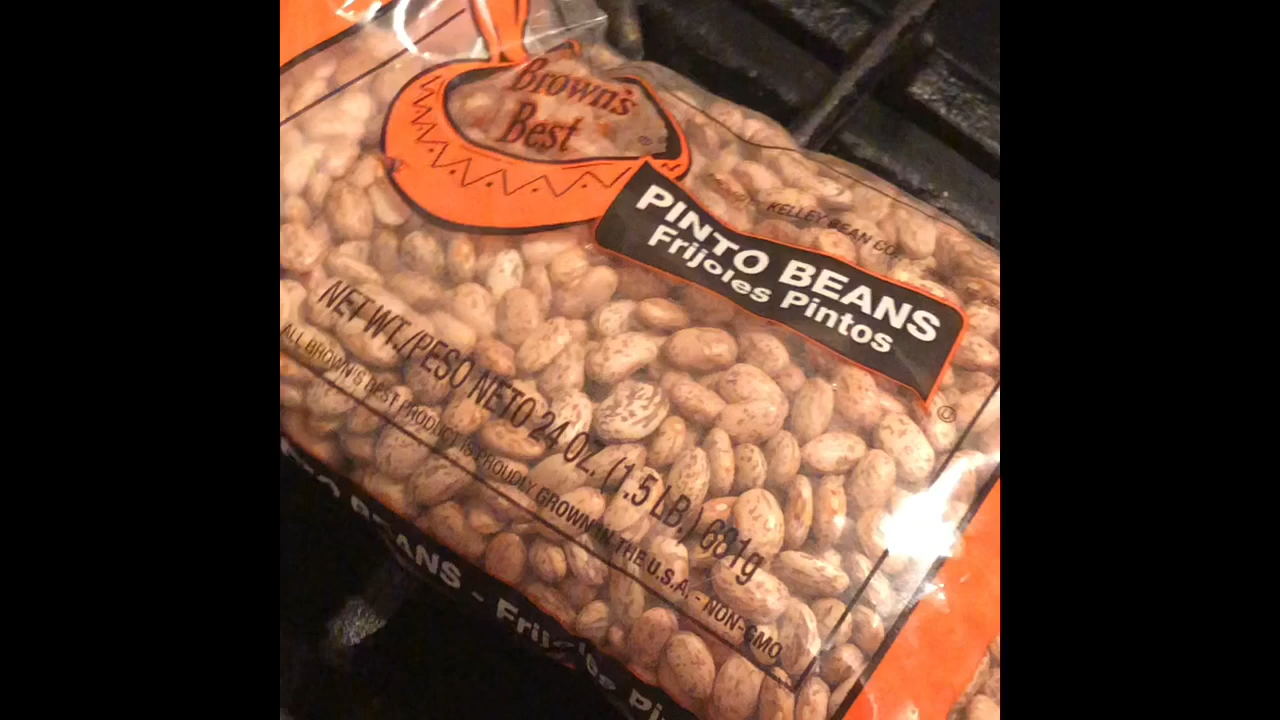 Brown's
Best
®
KELLEY BEAN CO.
PINTO BEANS
Frijoles Pintos
NET WT./PESO NETO 24 OZ. (1.5 LB.) 681g
ALL BROWN'S BEST PRODUCT IS PROUDLY GROWN IN THE U.S.A. - NON-GMO
BEANS - Frijoles